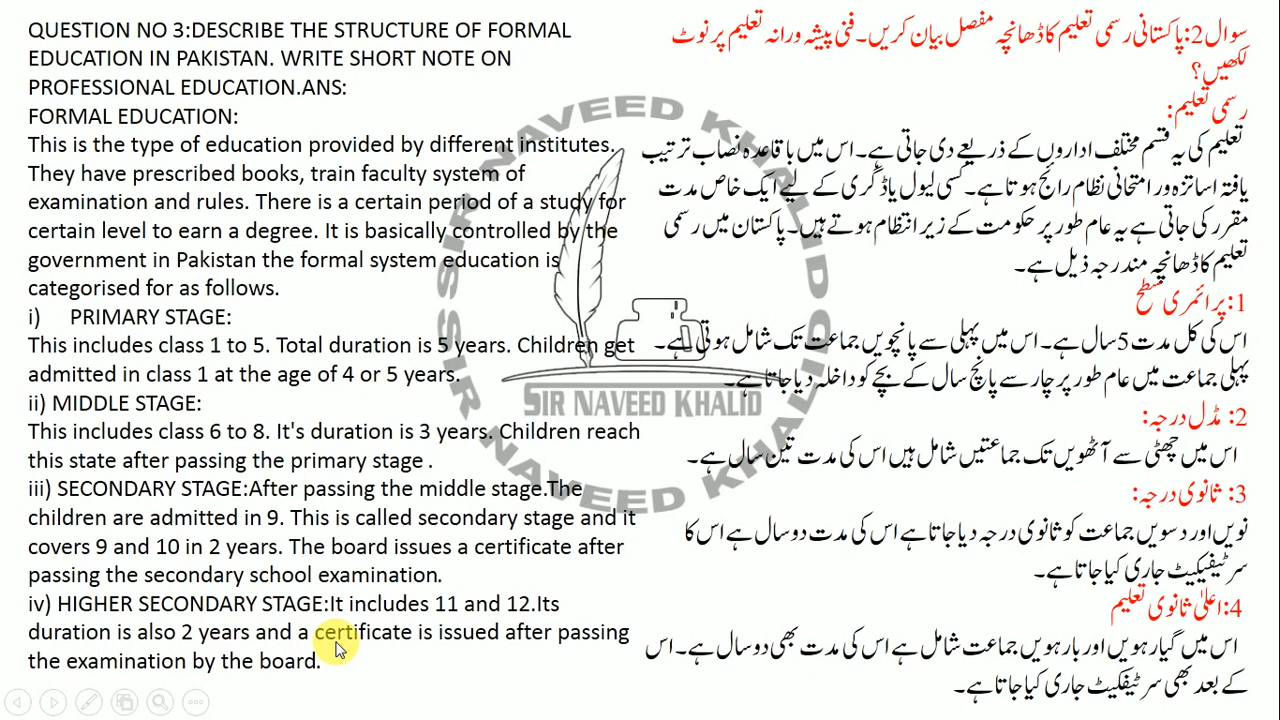 QUESTION NO 3:DESCRIBE THE STRUCTURE OF FORMAL
EDUCATION IN PAKISTAN. WRITE SHORT NOTE ON
PROFESSIONAL EDUCATION.ANS:
FORMAL EDUCATION:
This is the type of education provided by different institutes.
They have prescribed books, train faculty system of
examination and rules. There is a certain period of a study for
certain level to earn a degree. It is basically controlled by the
government in Pakistan the formal system education is
categorised for as follows.
i) PRIMARY STAGE:
This includes class 1 to 5. Total duration is 5 years. Children get
admitted in class 1 at the age of 4 or 5 years.
ii) MIDDLE STAGE:
This includes class 6 to 8. It's duration is 3 years. Children reach
this state after passing the primary stage .
iii) SECONDARY STAGE:After passing the middle stage.The
children are admitted in 9. This is called secondary stage and it
covers 9 and 10 in 2 years. The board issues a certificate after
passing the secondary school examination.
iv) HIGHER SECONDARY STAGE:It includes 11 and 12.Its
duration is also 2 years and a certificate is issued after passing
the examination by the board.
سوال2:پاکستانی رسمی تعلیم کا ڈھانچہ مفصل بیان کریں۔فنی پیشہ ورانہ تعلیم پر نوٹ
لکھیں؟
رسمی تعلیم:
تعلیم کی یہ قسم مختلف اداروں کے ذریعے دی جاتی ہے۔اس میں باقاعدہ نصاب ترتیب
یافتہ اساتزہ ور امتحانی نظام رائج ہوتا ہے۔کسی لیول یا ڈگری کے لیے ایک خاص مدت
مقرر کی جاتی ہے یہ عام طور پر حکومت کے زیر انتظام ہوتے ہیں۔پاکستان میں رسمی
تعلیم کا ڈھانچہ مندرجہ ذیل ہے۔
1:پرائمری سطح
اس کی کل مدت 5سال ہے۔اس میں پہلی سے پانچویں جماعت تک شامل ہوتی ہے۔
پہلی جماعت میں عام طور پر چار سے پانچ سال کے بچے کو داخلہ دیا جاتا ہے۔
2: مڈل درجہ:
اس میں چھٹی سے آٹھویں تک جماعتیں شامل ہیں اس کی مدت تین سال ہے۔
3: ثانوی درجہ:
نویں اور دسویں جماعت کو ثانوی درجہ دیا جاتا ہے اس کی مدت دو سال ہے اس کا
سرٹیفیکیٹ جاری کیا جاتا ہے۔
4:اعلیٰ ثانوی تعلیم
اس میں گیارہویں اور بارہویں جماعت شامل ہے اس کی مدت بھی دو سال ہے۔اس
کے بعد بھی سرٹیفکیٹ جاری کیا جاتا ہے۔
SIR NAVEED KHALID
SIR NAVEED KHALID
SIR NAVEED KHALID